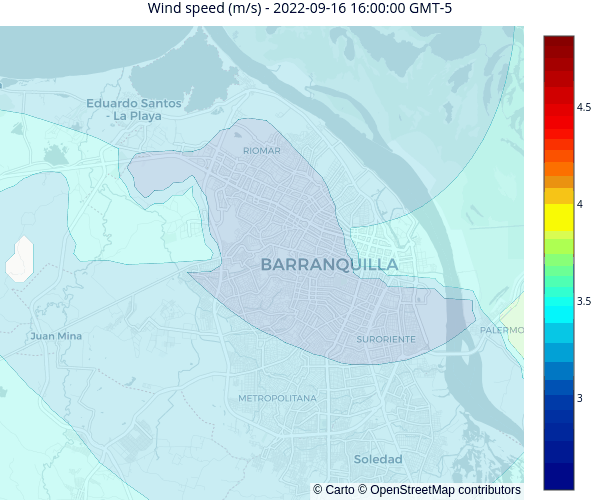 Wind speed (m/s) - 2022-09-16 16:00:00 GMT-5
Eduardo Santos
- La Playa
RIOMAR
BARRANQUILLA
Juan Mina
SURORIENTE
PALERMO
METROPOLITANA
Soledad
© Carto © OpenStreetMap contributors
4.5
4
3.5
3